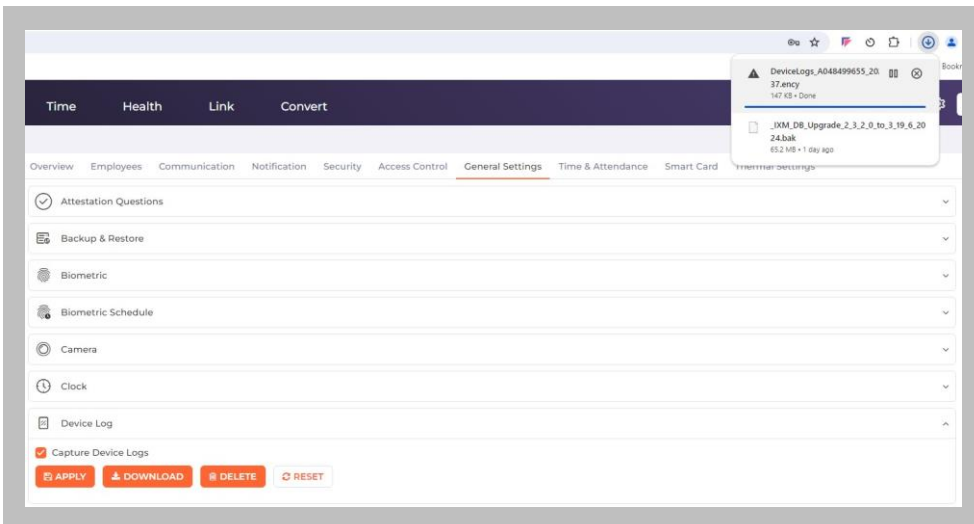 DeviceLogs_A048499655_20
37.ency
147 KB • Done
Bookr
Time Health Link Convert
_IXM_DB_Upgrade_2_3_2_0_to_3_19_6_20
24.bak
65.2 MB • 1 day ago
Overview Employees Communication Notification Security Access Control General Settings Time & Attendance Smart Card Thermal Settings
Attestation Questions
Backup & Restore
Biometric
Biometric Schedule
Camera
Clock
Device Log
Capture Device Logs
APPLY DOWNLOAD DELETE RESET